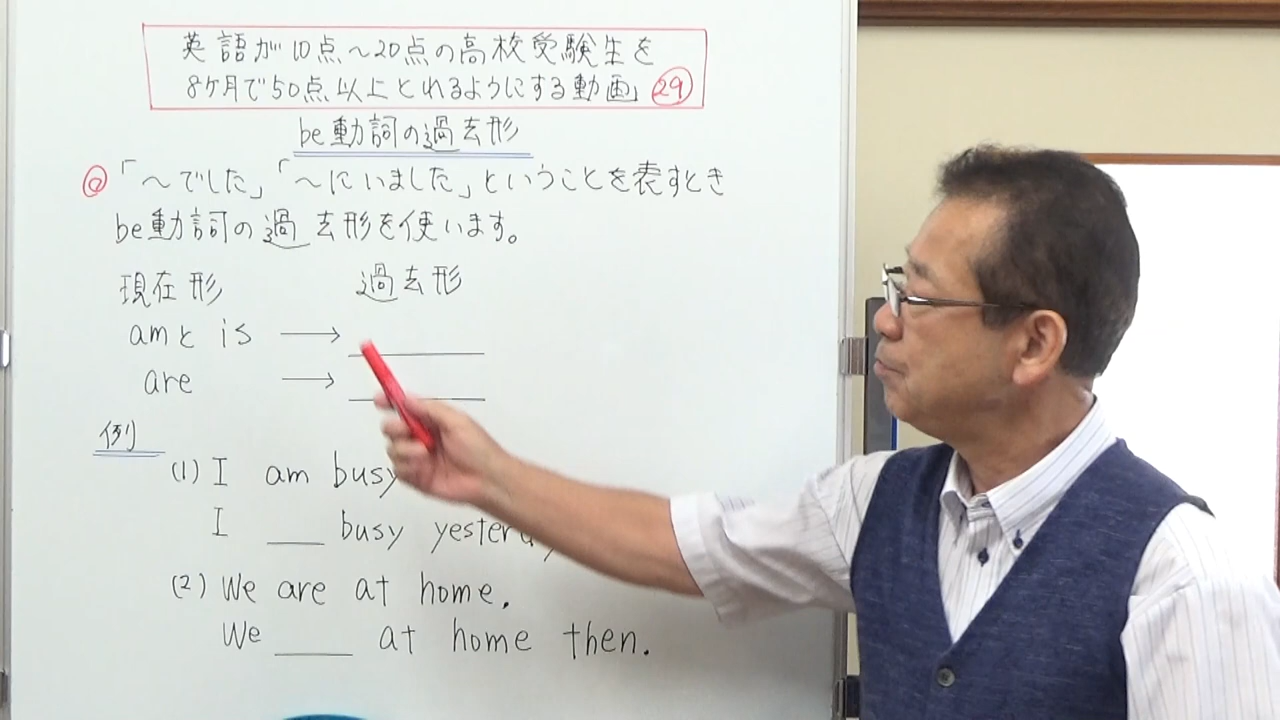 英語が10点～20点の高校受験生を
8ケ月で50点以上とれるようにする動画」㉙
be動詞の過去形
@「～でした」「～にいました」ということを表すとき
be動詞の過去形を使います。
現在形 過去形
amと is → ____
are → ____
例
(1) I am busy
I ___ busy yesterday
(2) We are at home.
We ____ at home then.